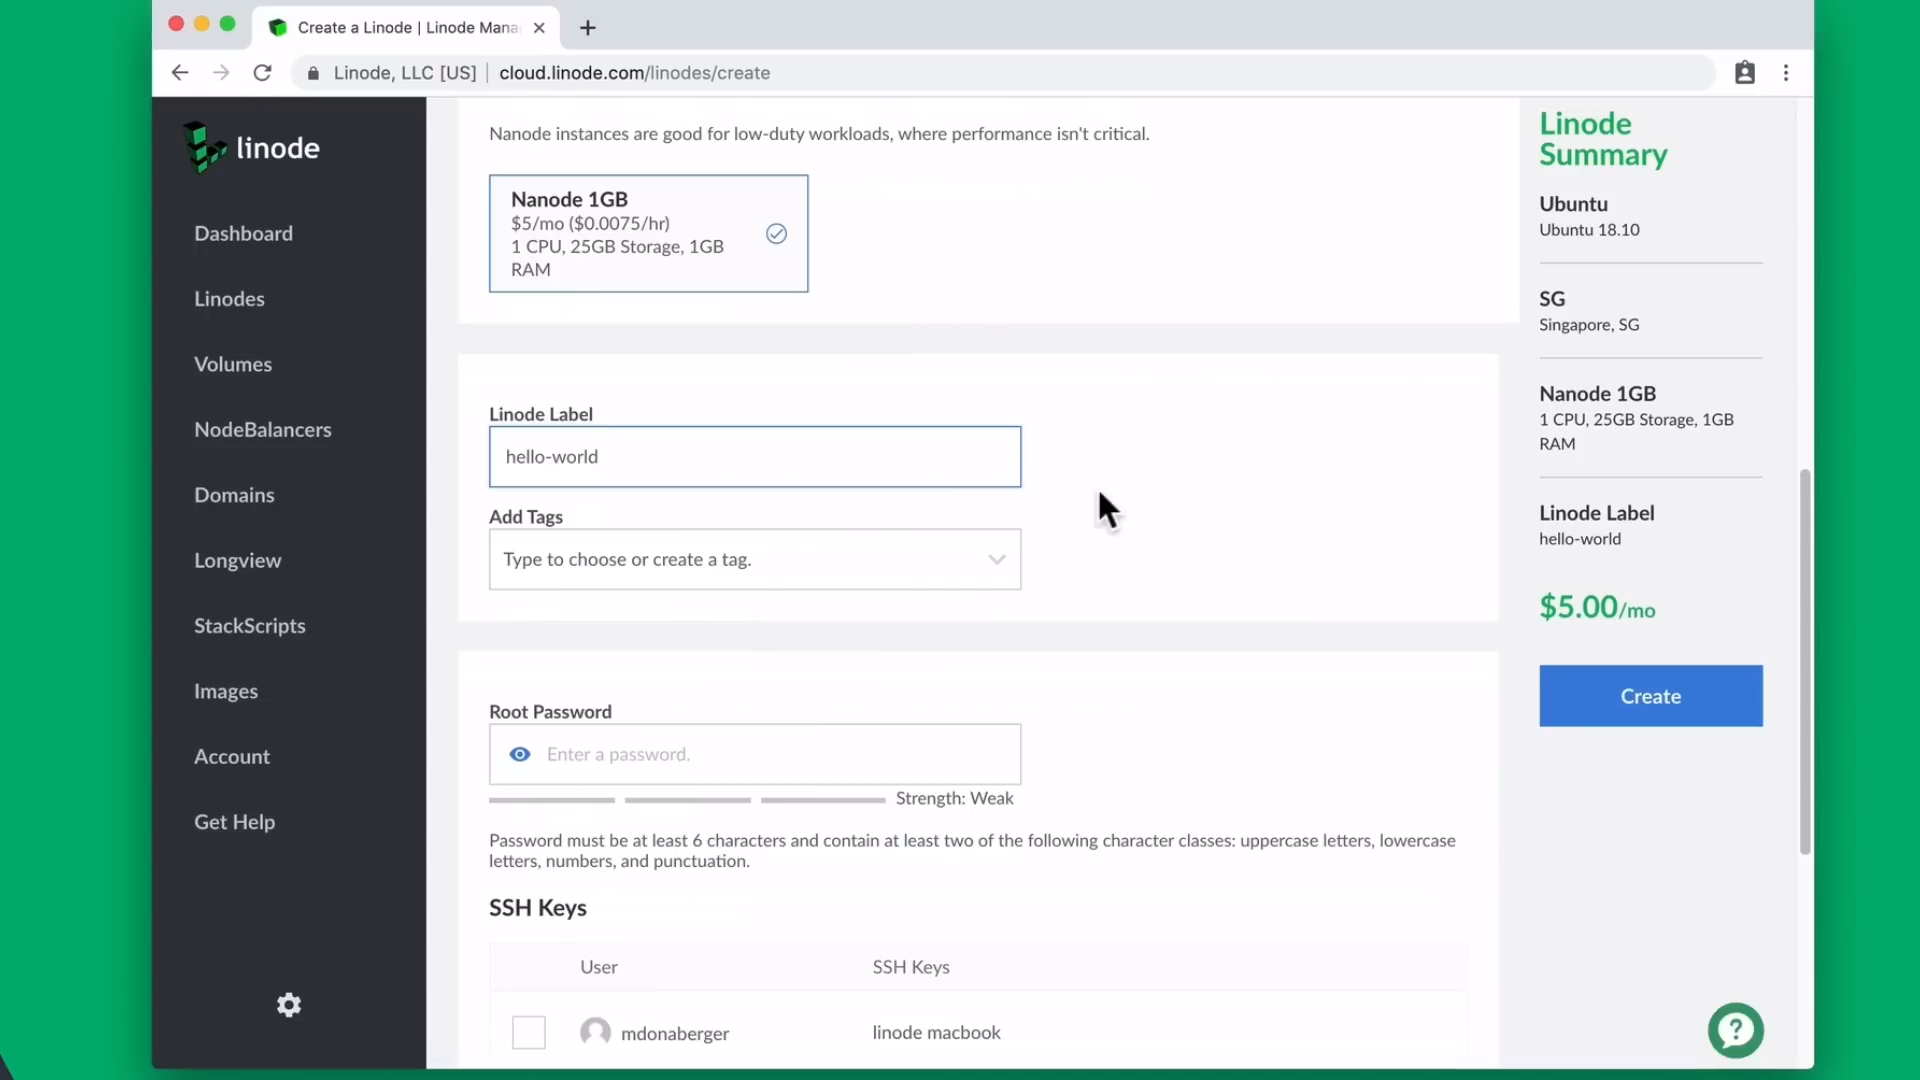 Create a Linode | Linode Mana
Linode, LLC [US] | cloud.linode.com/linodes/create
linode
Dashboard
Linodes
Volumes
NodeBalancers
Domains
Longview
StackScripts
Images
Account
Get Help
Nanode instances are good for low-duty workloads, where performance isn't critical.
Nanode 1GB
$5/mo ($0.0075/hr)
1 CPU, 25GB Storage, 1GB
RAM
Linode Label
hello-world
Add Tags
Type to choose or create a tag.
Root Password
Enter a password.
Strength: Weak
Password must be at least 6 characters and contain at least two of the following character classes: uppercase letters, lowercase
letters, numbers, and punctuation.
SSH Keys
User SSH Keys
mdonaberger linode macbook
Linode
Summary
Ubuntu
Ubuntu 18.10
SG
Singapore, SG
Nanode 1GB
1 CPU, 25GB Storage, 1GB
RAM
Linode Label
hello-world
$5.00/mo
Create
?